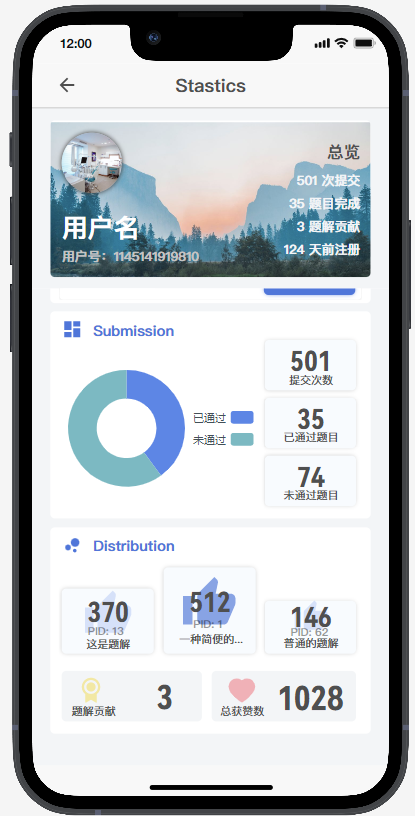 12:00
Stastics
总览
501 次提交
35 题目完成
3 题解贡献
124 天前注册
用户名
用户号：1145141919810
Submission
已通过
未通过
501
提交次数
35
已通过题目
74
未通过题目
Distribution
370
PID: 13
这是题解
512
PID: 1
一种简便的...
146
PID: 62
普通的题解
题解贡献
3
总获赞数
1028